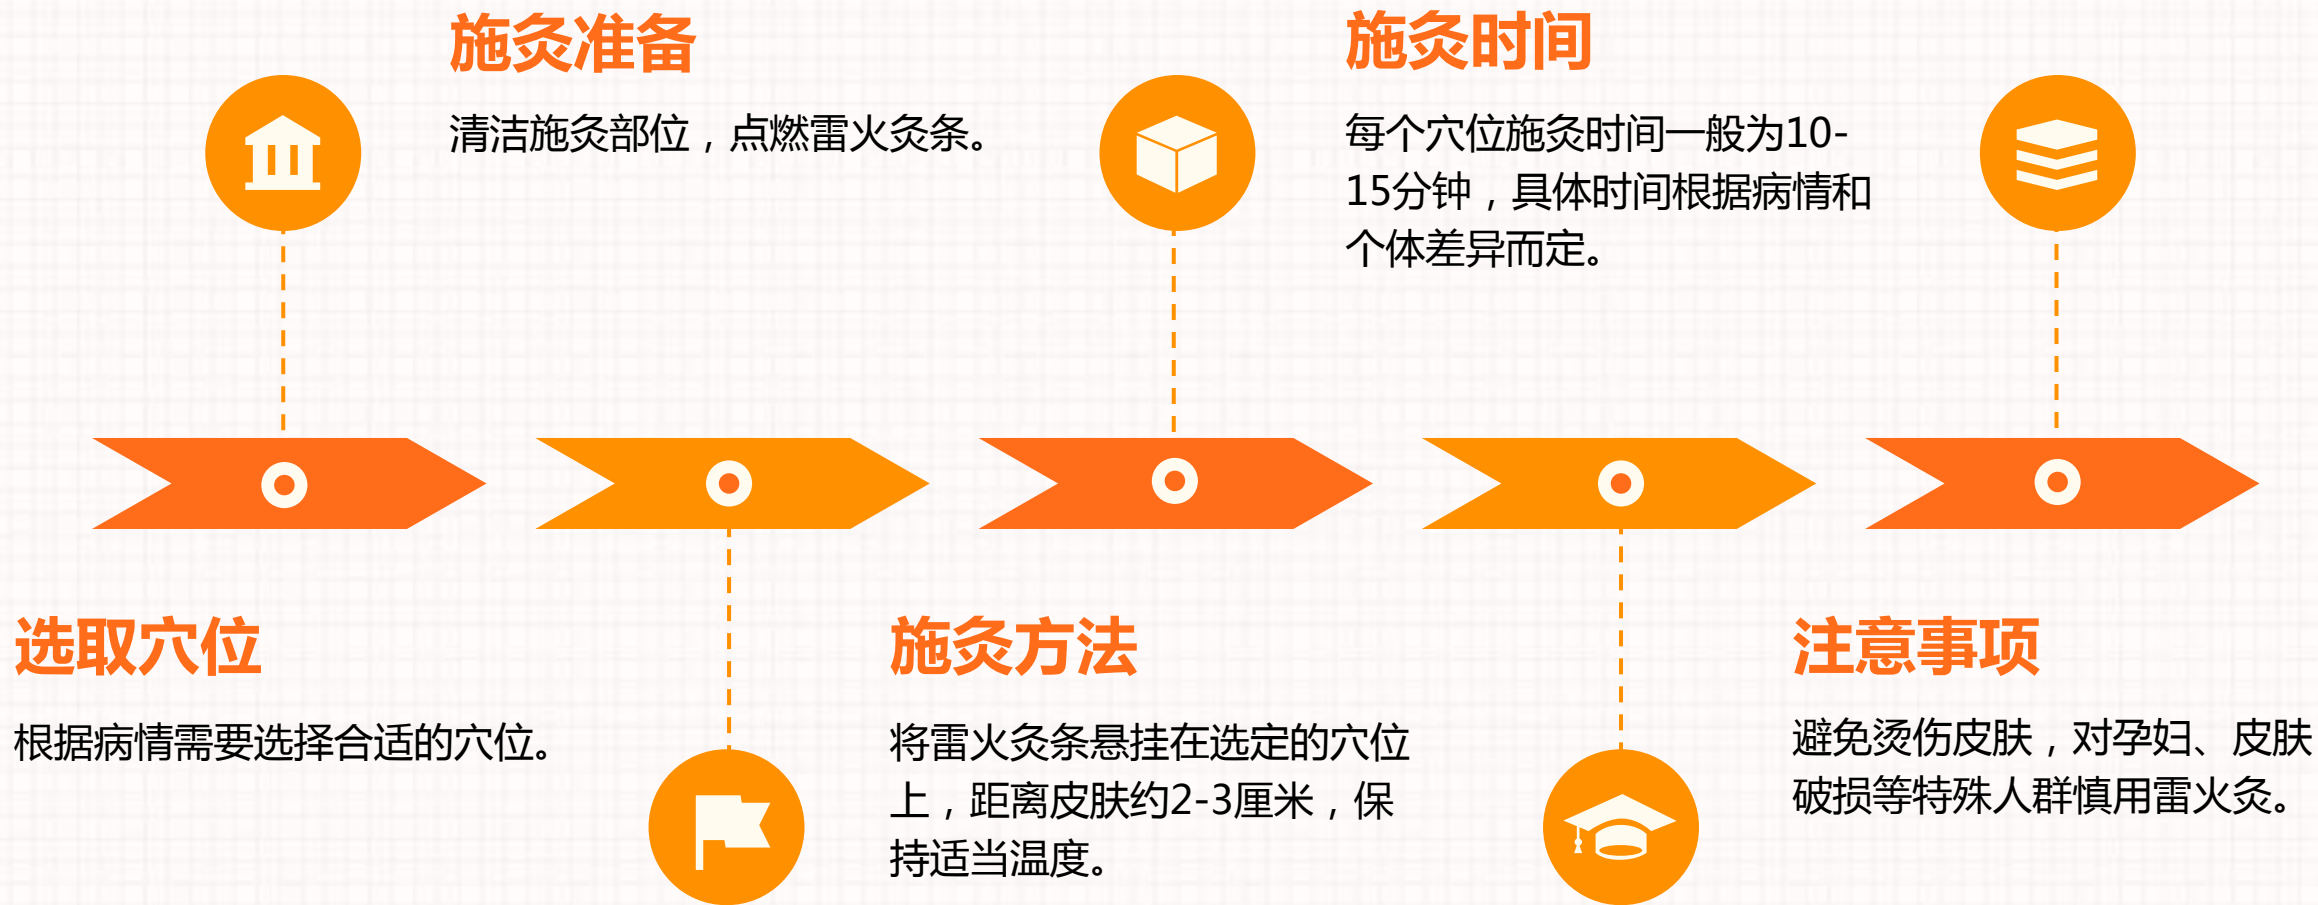 选取穴位
根据病情需要选择合适的穴位。
施灸准备
清洁施灸部位，点燃雷火灸条。
施灸方法
将雷火灸条悬挂在选定的穴位
上，距离皮肤约2-3厘米，保
持适当温度。
施灸时间
每个穴位施灸时间一般为10-
15分钟，具体时间根据病情和
个体差异而定。
注意事项
避免烫伤皮肤，对孕妇、皮肤
破损等特殊人群慎用雷火灸。